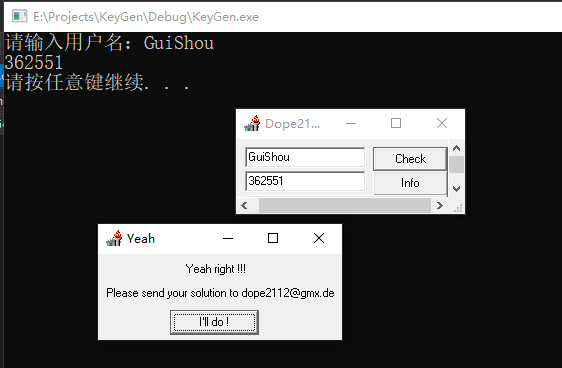 E:\Projects\KeyGen\Debug\KeyGen.exe
请输入用户名：GuiShou
362551
请按任意键继续. . .
Dope21...
GuiShou
Check
362551
Info
Yeah
Yeah right !!!
Please send your solution to dope2112@gmx.de
I'll do !